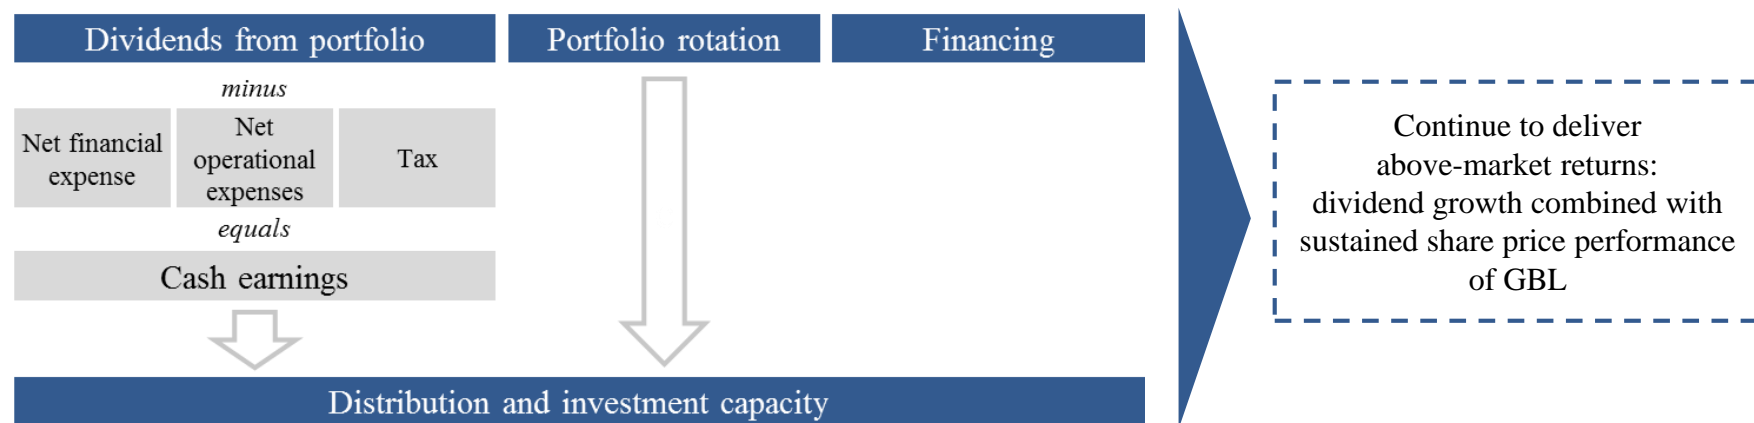 Dividends from portfolio
Portfolio rotation
Financing
minus
Net financial
expense
Net
operational
expenses
Tax
equals
Cash earnings
Distribution and investment capacity
Continue to deliver
above-market returns:
dividend growth combined with
sustained share price performance
of GBL